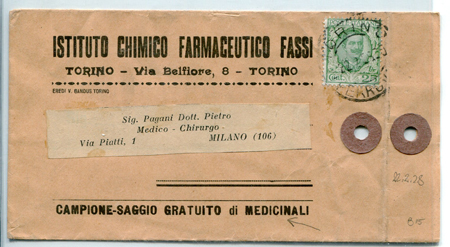 ISTITUTO CHIMICO FARMACEUTICO FASSI
TORINO - Via Belfiore, 8 - TORINO
EREDI V. BANDUS TORINO
Sig. Pagani Dott. Pietro
Medico - Chirurgo
Via Piatti, 1 MILANO (106)
CAMPIONE-SAGGIO GRATUITO di MEDICINALI